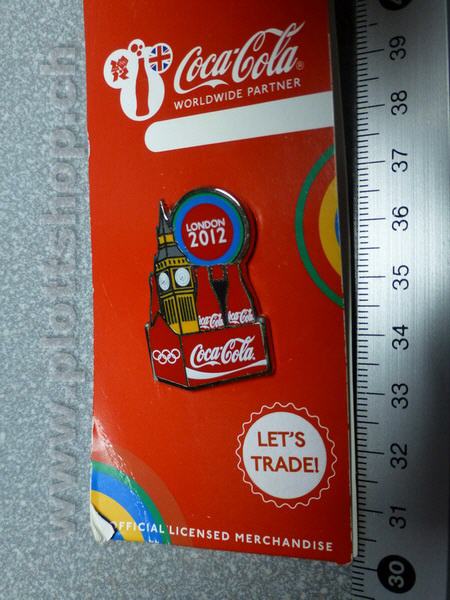 Coca-Cola®
WORLDWIDE PARTNER
LONDON
2012
Coca-Cola Coca-Cola
Coca-Cola
LET'S
TRADE!
OFFICIAL LICENSED MERCHANDISE
39
38
37
36
35
34
33
32
31
30
www.plottshop.ch